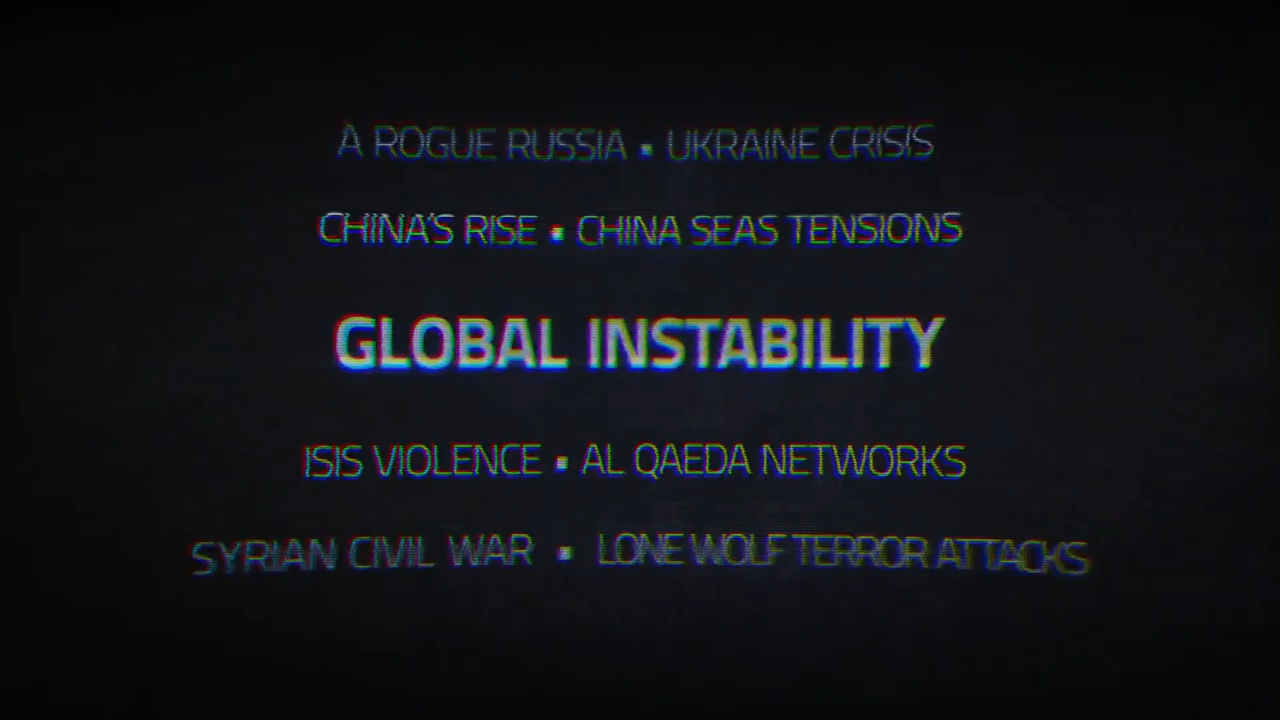 A ROGUE RUSSIA ▪ UKRAINE CRISIS
CHINA'S RISE ▪ CHINA SEAS TENSIONS
GLOBAL INSTABILITY
ISIS VIOLENCE ▪ AL QAEDA NETWORKS
SYRIAN CIVIL WAR ▪ LONE WOLF TERROR ATTACKS